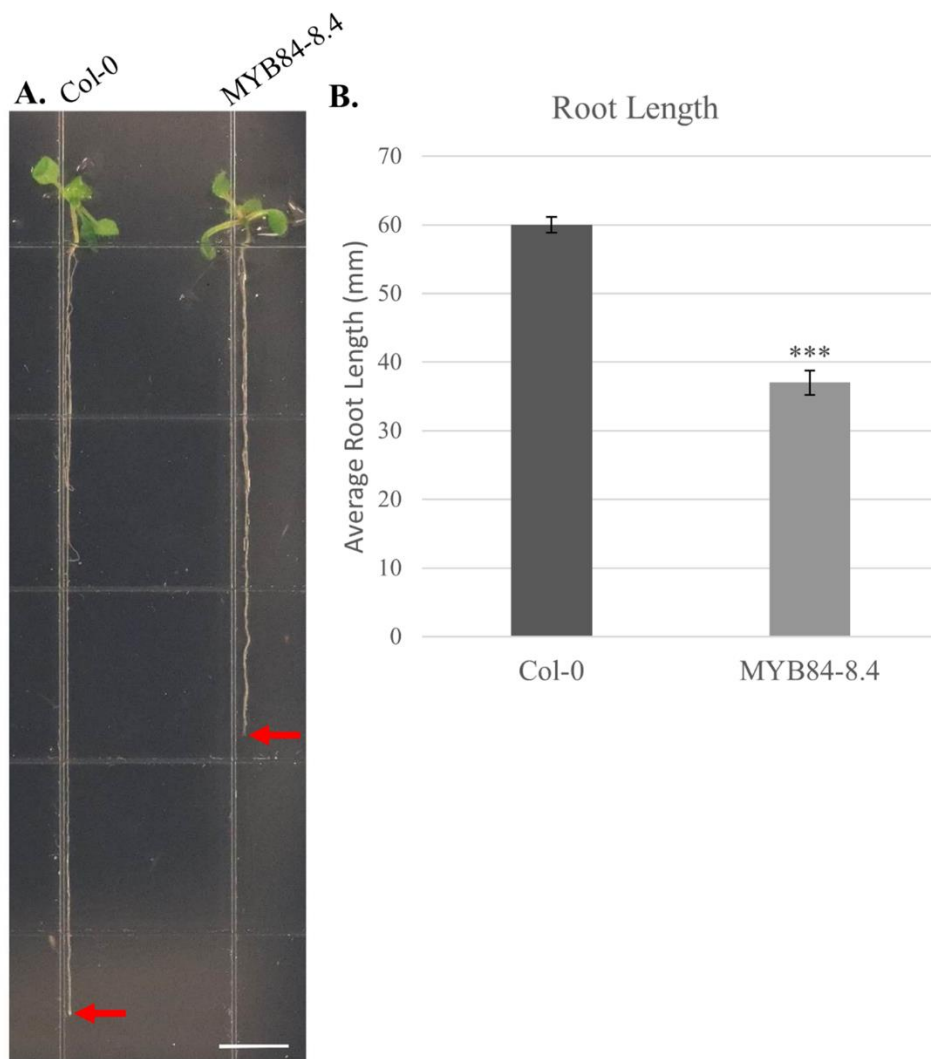 A.
Col-0
MYB84-8.4
B.
Root Length
Average Root Length (mm)
70
60
50
40
30
20
10
0
***
Col-0
MYB84-8.4